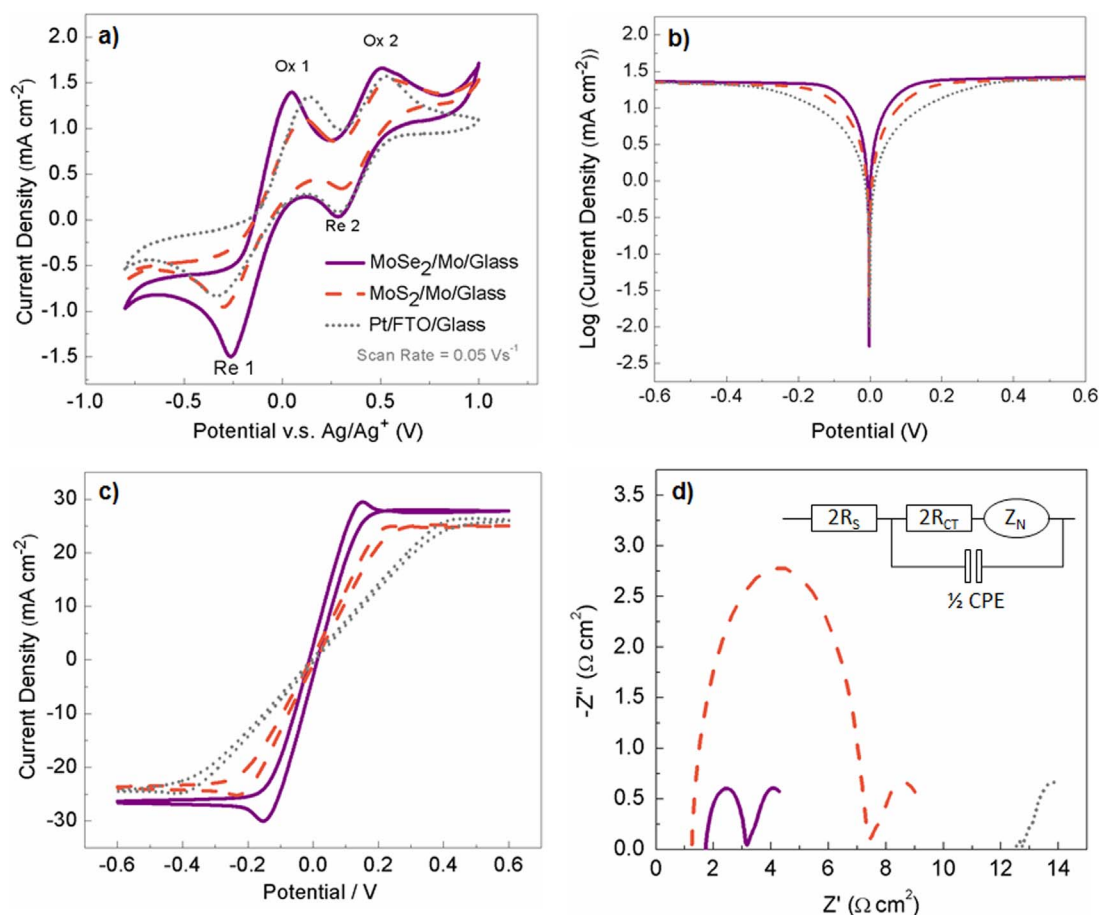 a)
Ox 1
Ox 2
Re 1
Re 2
MoSe₂/Mo/Glass
MoS₂/Mo/Glass
Pt/FTO/Glass
Scan Rate = 0.05 Vs⁻¹
2.0
1.5
1.0
0.5
0.0
-0.5
-1.0
-1.5
Current Density (mA cm⁻²)
-1.0 -0.5 0.0 0.5 1.0
Potential v.s. Ag/Ag⁺ (V)
b)
2.0
1.5
1.0
0.5
0.0
-0.5
-1.0
-1.5
-2.0
-2.5
Log (Current Density (mA cm⁻²))
-0.6 -0.4 -0.2 0.0 0.2 0.4 0.6
Potential (V)
c)
30
20
10
0
-10
-20
-30
Current Density (mA cm⁻²)
-0.6 -0.4 -0.2 0.0 0.2 0.4 0.6
Potential / V
d)
2R_S
2R_CT
Z_N
½ CPE
3.5
3.0
2.5
2.0
1.5
1.0
0.5
0.0
-Z" (Ω cm²)
0 2 4 6 8 10 12 14
Z' (Ω cm²)